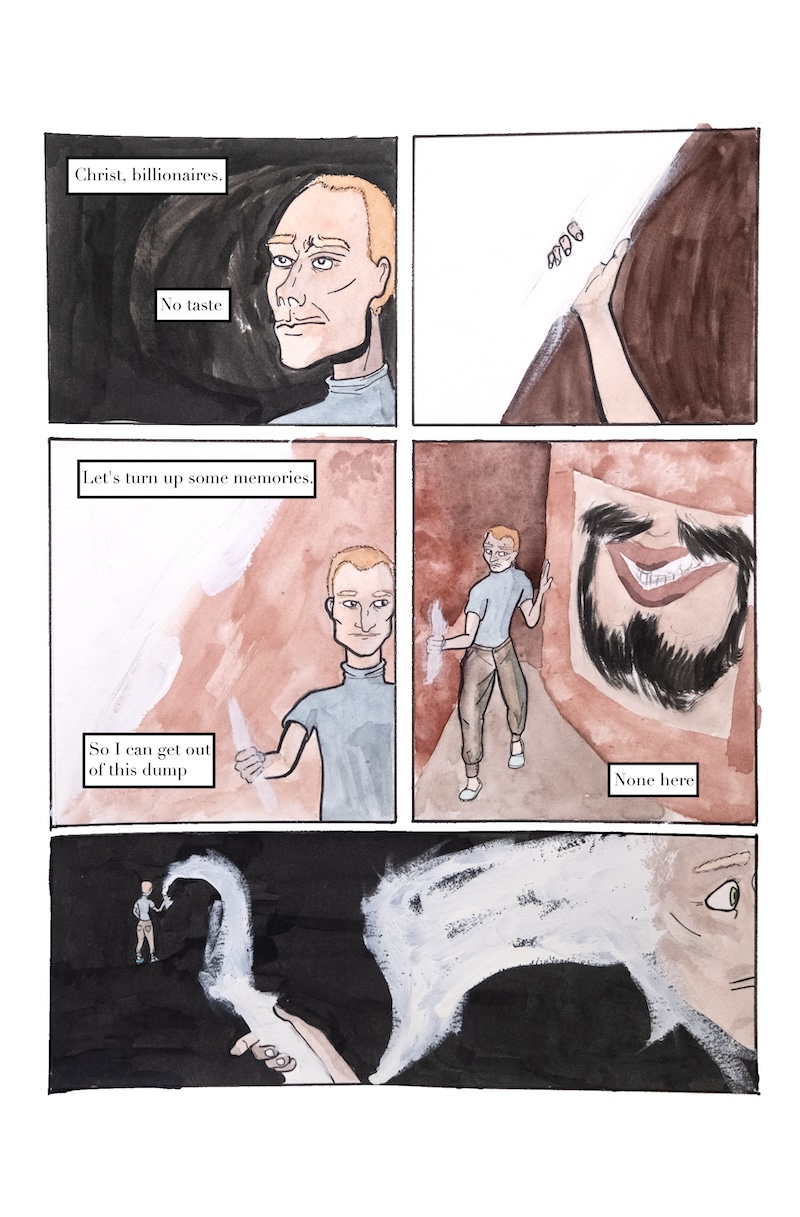 Christ, billionaires.
No taste
Let's turn up some memories.
So I can get out
of this dump
None here